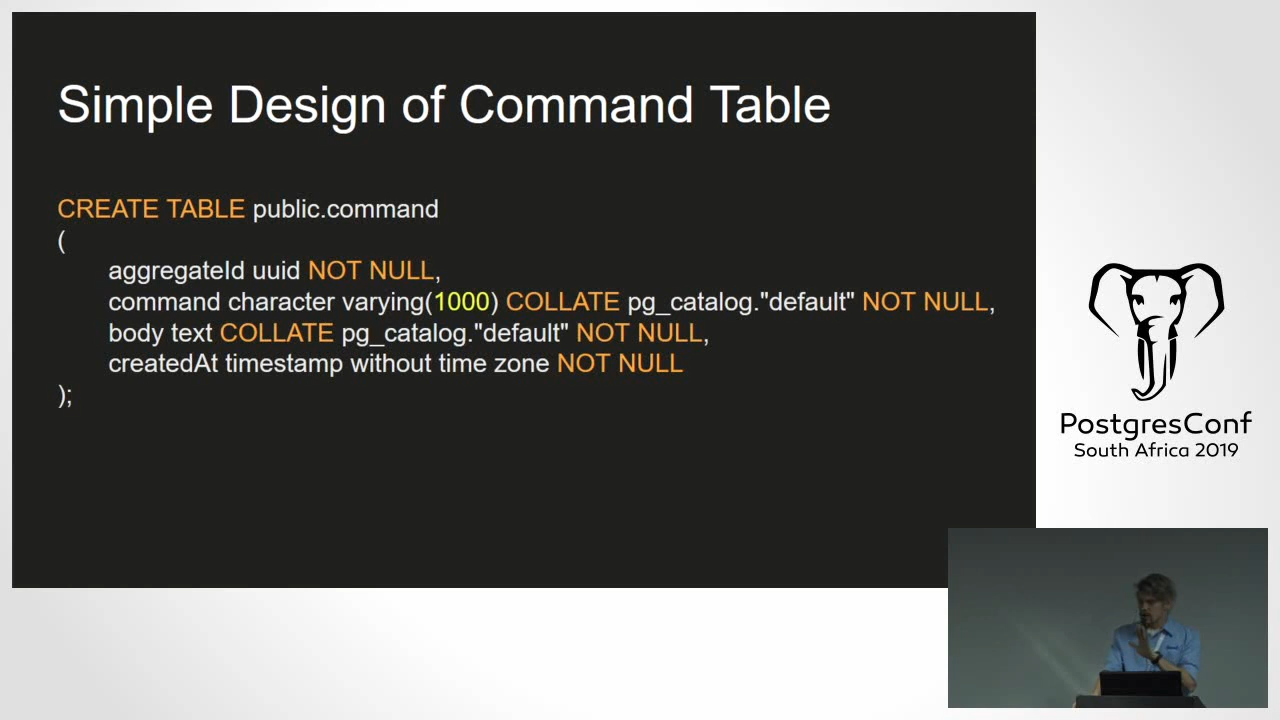 Simple Design of Command Table
CREATE TABLE public.command
(
aggregateId uuid NOT NULL,
command character varying(1000) COLLATE pg_catalog."default" NOT NULL,
body text COLLATE pg_catalog."default" NOT NULL,
createdAt timestamp without time zone NOT NULL
);
PostgresConf
South Africa 2019